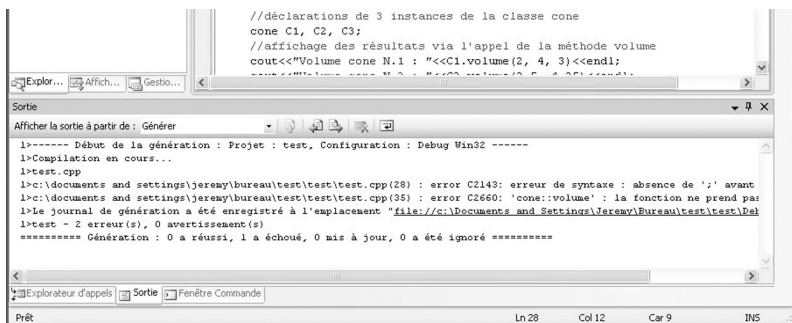 //déclarations de 3 instances de la classe cone
cone C1, C2, C3;
//affichage des résultats via l'appel de la méthode volume
cout<<"Volume cone N.1 : "<<C1.volume(2, 4, 3)<<endl;
Explor... Affich... Gestio...
Sortie
Afficher la sortie à partir de : Générer
1>------ Début de la génération : Projet : test, Configuration : Debug Win32 ------
1>Compilation en cours...
1>test.cpp
1>c:\documents and settings\jeremy\bureau\test\test\test.cpp(28) : error C2143: erreur de syntaxe : absence de ';' avant
1>c:\documents and settings\jeremy\bureau\test\test\test.cpp(35) : error C2660: 'cone::volume' : la fonction ne prend pas
1>Le journal de génération a été enregistré à l'emplacement "file://c:\Documents and Settings\Jeremy\Bureau\test\test\Deb
1>test - 2 erreur(s), 0 avertissement(s)
========== Génération : 0 a réussi, 1 a échoué, 0 mis à jour, 0 a été ignoré ==========
Explorateur d'appels Sortie Fenêtre Commande
Prêt Ln 28 Col 12 Car 9 INS